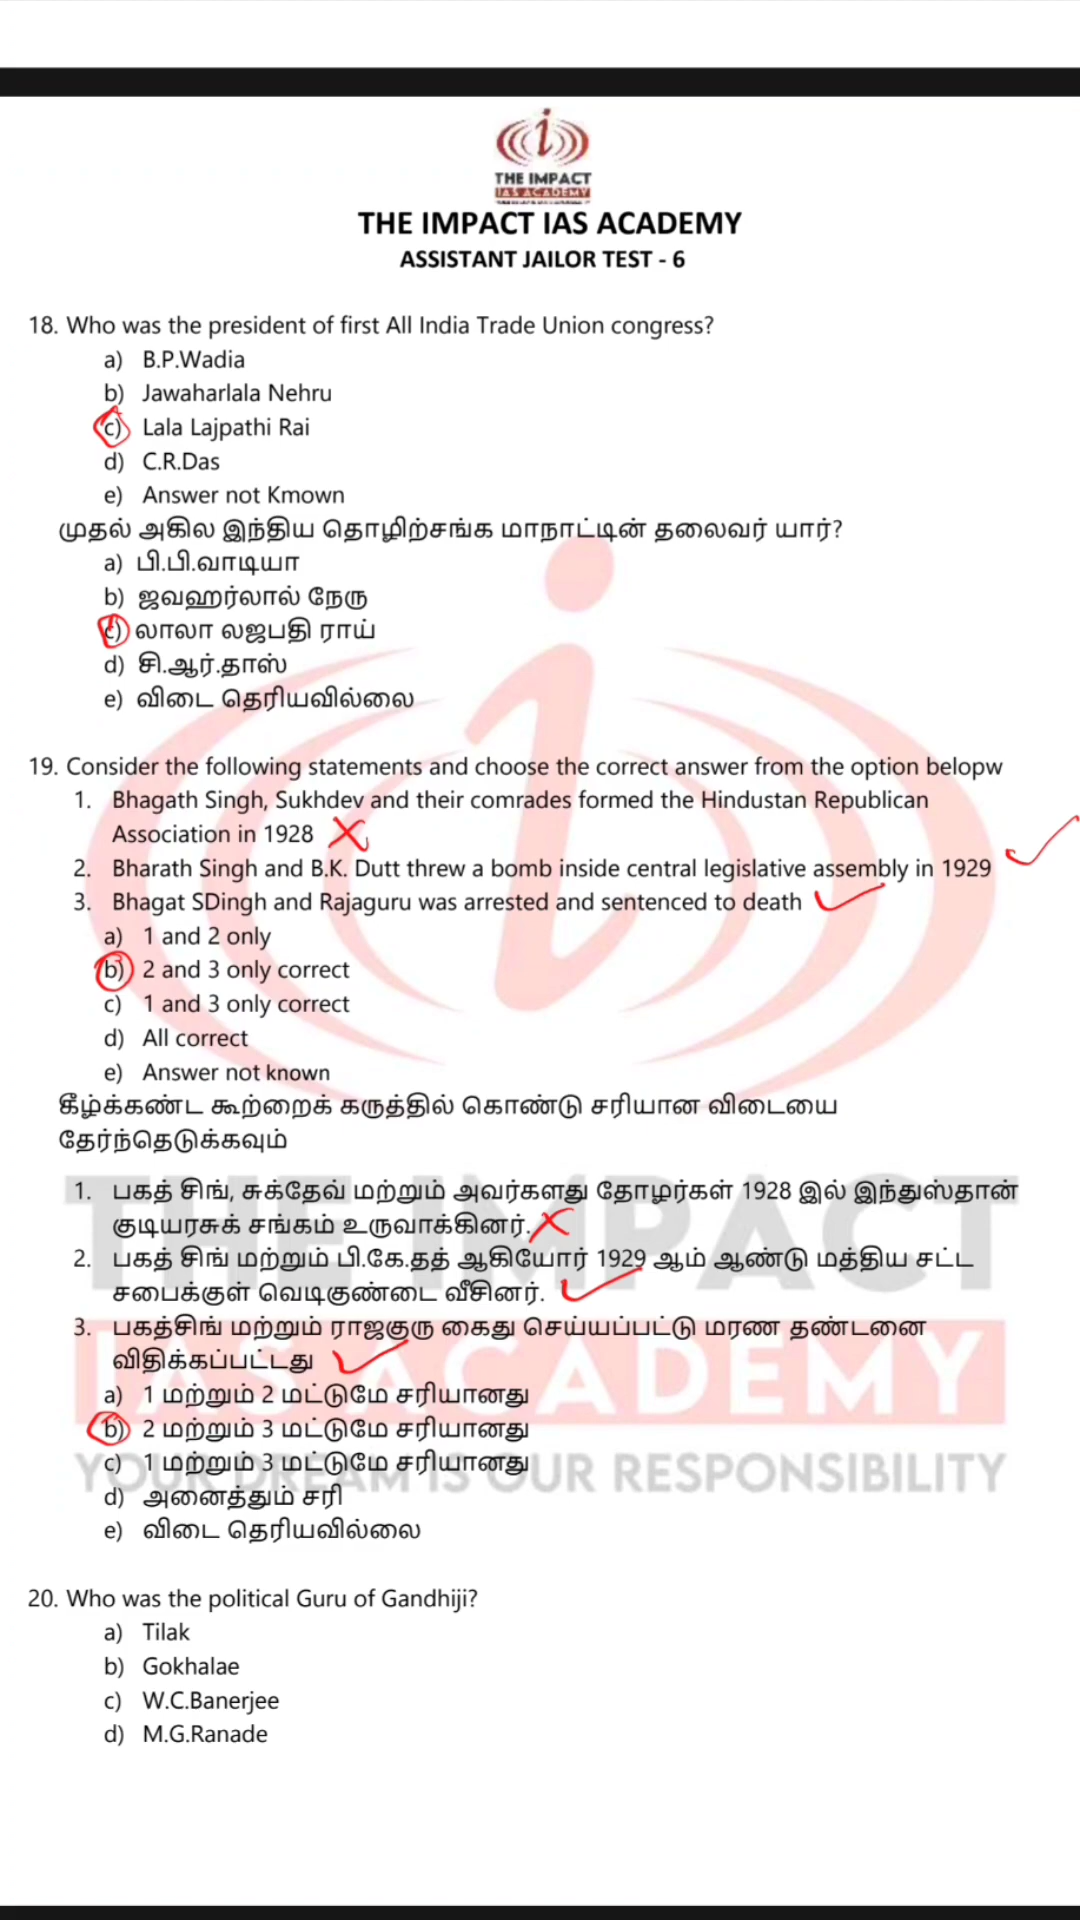 THE IMPACT
IAS ACADEMY
THE IMPACT IAS ACADEMY
ASSISTANT JAILOR TEST - 6
18. Who was the president of first All India Trade Union congress?
a) B.P.Wadia
b) Jawaharlala Nehru
c) Lala Lajpathi Rai
d) C.R.Das
e) Answer not Kmown
முதல் அகில இந்திய தொழிற்சங்க மாநாட்டின் தலைவர் யார்?
a) பி.பி.வாடியா
b) ஜவஹர்லால் நேரு
c) லாலா லஜபதி ராய்
d) சி.ஆர்.தாஸ்
e) விடை தெரியவில்லை
19. Consider the following statements and choose the correct answer from the option belopw
1. Bhagath Singh, Sukhdev and their comrades formed the Hindustan Republican
Association in 1928
2. Bharath Singh and B.K. Dutt threw a bomb inside central legislative assembly in 1929
3. Bhagat SDingh and Rajaguru was arrested and sentenced to death
a) 1 and 2 only
b) 2 and 3 only correct
c) 1 and 3 only correct
d) All correct
e) Answer not known
கீழ்க்கண்ட கூற்றைக் கருத்தில் கொண்டு சரியான விடையை
தேர்ந்தெடுக்கவும்
1. பகத் சிங், சுக்தேவ் மற்றும் அவர்களது தோழர்கள் 1928 இல் இந்துஸ்தான்
குடியரசுக் சங்கம் உருவாக்கினர்.
2. பகத் சிங் மற்றும் பி.கே.தத் ஆகியோர் 1929 ஆம் ஆண்டு மத்திய சட்ட
சபைக்குள் வெடிகுண்டை வீசினர்.
3. பகத்சிங் மற்றும் ராஜகுரு கைது செய்யப்பட்டு மரண தண்டனை
விதிக்கப்பட்டது
a) 1 மற்றும் 2 மட்டுமே சரியானது
b) 2 மற்றும் 3 மட்டுமே சரியானது
c) 1 மற்றும் 3 மட்டுமே சரியானது
d) அனைத்தும் சரி
e) விடை தெரியவில்லை
THE IMPACT
IAS ACADEMY
YOUR DREAM IS OUR RESPONSIBILITY
20. Who was the political Guru of Gandhiji?
a) Tilak
b) Gokhalae
c) W.C.Banerjee
d) M.G.Ranade